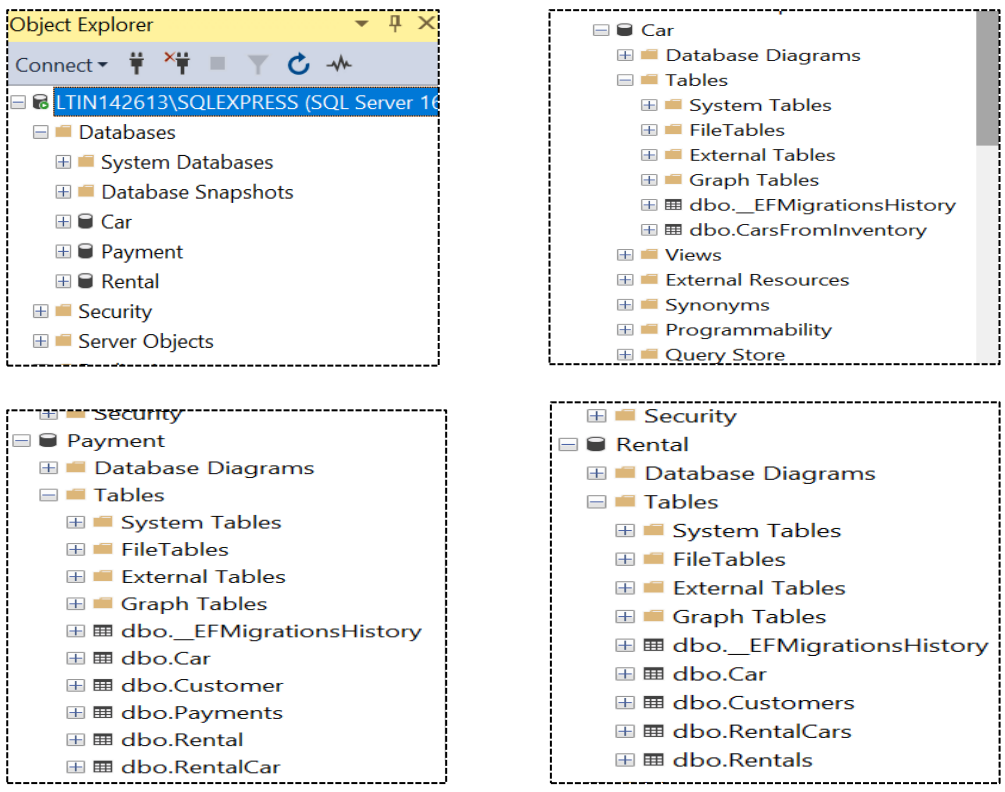 Object Explorer
Connect
LTIN142613\SQLEXPRESS (SQL Server 16
Databases
System Databases
Database Snapshots
Car
Payment
Rental
Security
Server Objects
Car
Database Diagrams
Tables
System Tables
FileTables
External Tables
Graph Tables
dbo.__EFMigrationsHistory
dbo.CarsFromInventory
Views
External Resources
Synonyms
Programmability
Query Store
Security
Payment
Database Diagrams
Tables
System Tables
FileTables
External Tables
Graph Tables
dbo.__EFMigrationsHistory
dbo.Car
dbo.Customer
dbo.Payments
dbo.Rental
dbo.RentalCar
Security
Rental
Database Diagrams
Tables
System Tables
FileTables
External Tables
Graph Tables
dbo.__EFMigrationsHistory
dbo.Car
dbo.Customers
dbo.RentalCars
dbo.Rentals